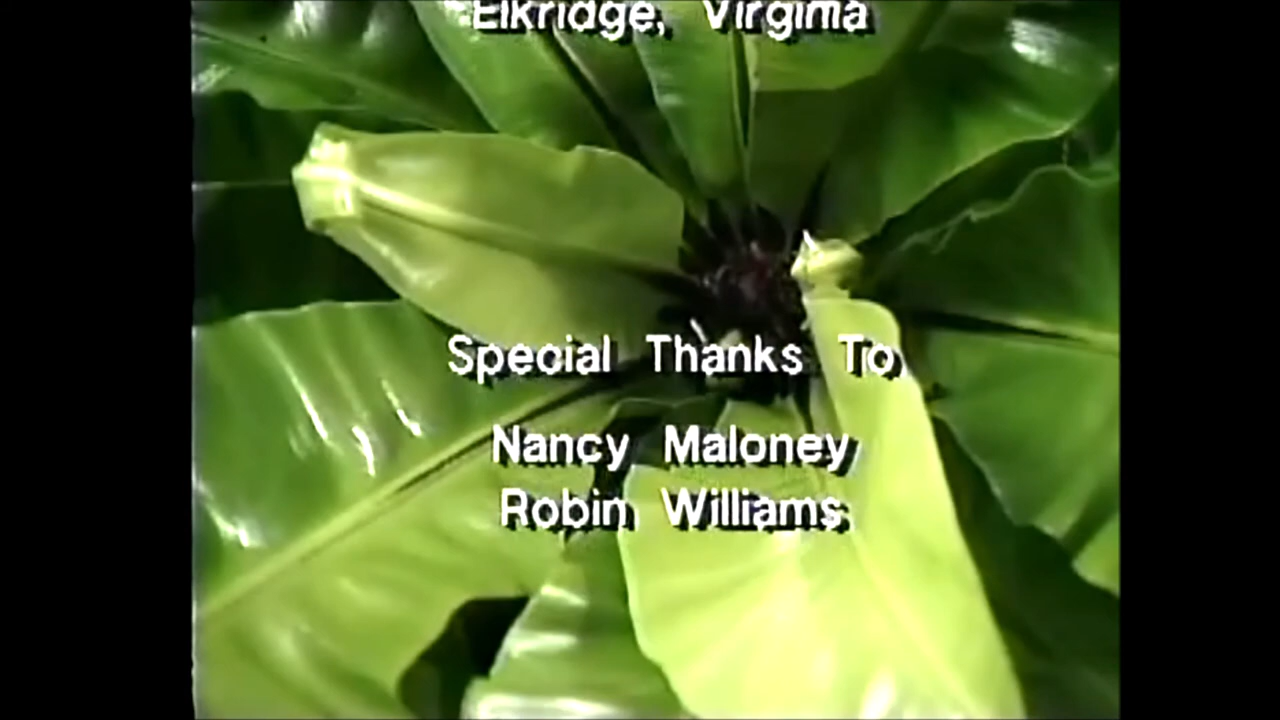 Elkridge, Virginia
Special Thanks To
Nancy Maloney
Robin Williams